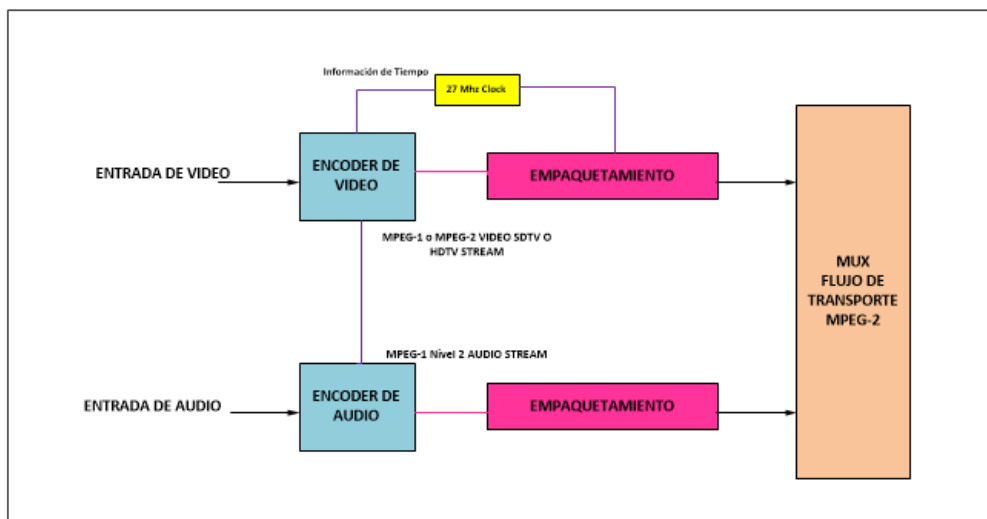 Información de Tiempo
27 Mhz Clock
ENTRADA DE VIDEO
ENCODER DE
VIDEO
EMPAQUETAMIENTO
MPEG-1 o MPEG-2 VIDEO SDTV O
HDTV STREAM
MUX
FLUJO DE
TRANSPORTE
MPEG-2
MPEG-1 Nivel 2 AUDIO STREAM
ENTRADA DE AUDIO
ENCODER DE
AUDIO
EMPAQUETAMIENTO